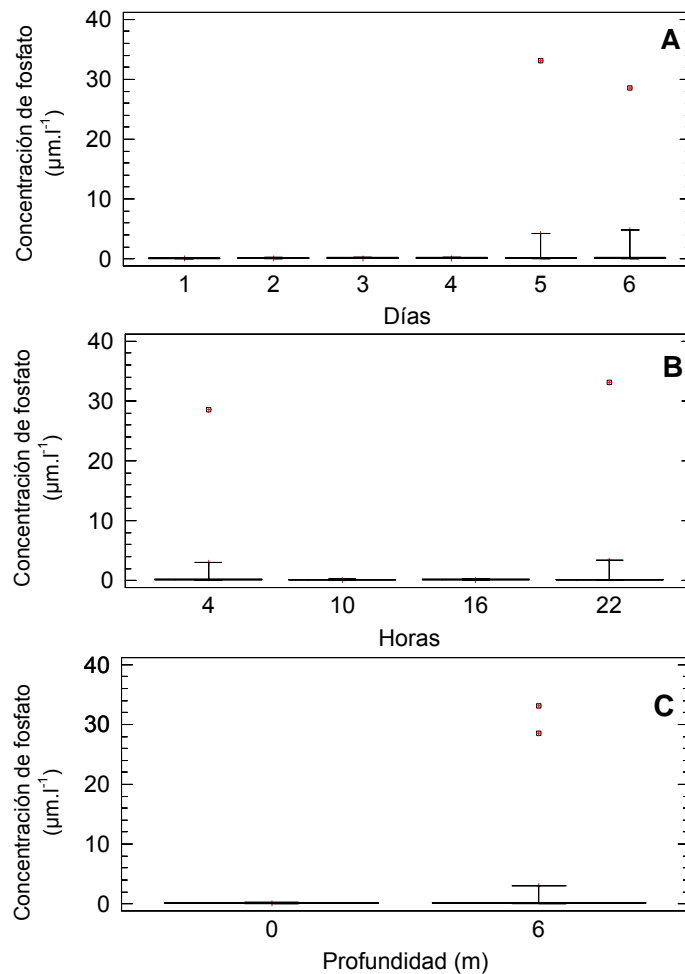 A
Concentración de fosfato
(µm.l⁻¹)
40
30
20
10
0
1 2 3 4 5 6
Días
B
Concentración de fosfato
(µm.l⁻¹)
40
30
20
10
0
4 10 16 22
Horas
C
Concentración de fosfato
(µm.l⁻¹)
40
30
20
10
0
0 6
Profundidad (m)